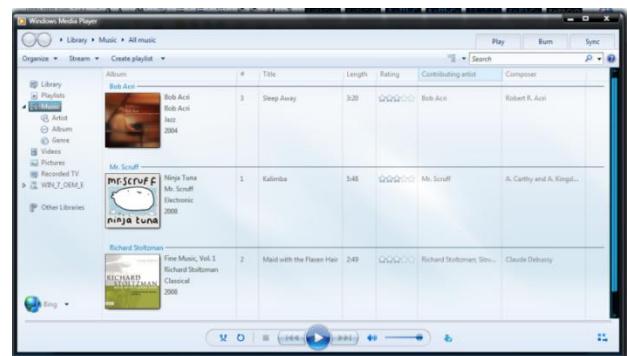 Windows Media Player
Library Music All music
Play Burn Sync
Organize Stream Create playlist Search
Album # Title Length Rating Contributing artist Composer
Library
Playlists
Music
Artist
Album
Genre
Videos
Pictures
Recorded TV
WIN_7_OEM_E
Other Libraries
Bing
Bob Acri
Bob Acri 3 Sleep Away 3:20 Bob Acri Robert R. Acri
Bob Acri
Jazz
2004
Mr. Scruff
mr.scruff
ninja tuna
Ninja Tuna 1 Kalimba 5:48 Mr. Scruff A. Carthy and A. Kingd...
Mr. Scruff
Electronic
2008
Richard Stoltzman
RICHARD
STOLTZMAN
Fine Music, Vol. 1 2 Maid with the Flaxen Hair 2:49 Richard Stoltzman; Slov... Claude Debussy
Richard Stoltzman
Classical
2008